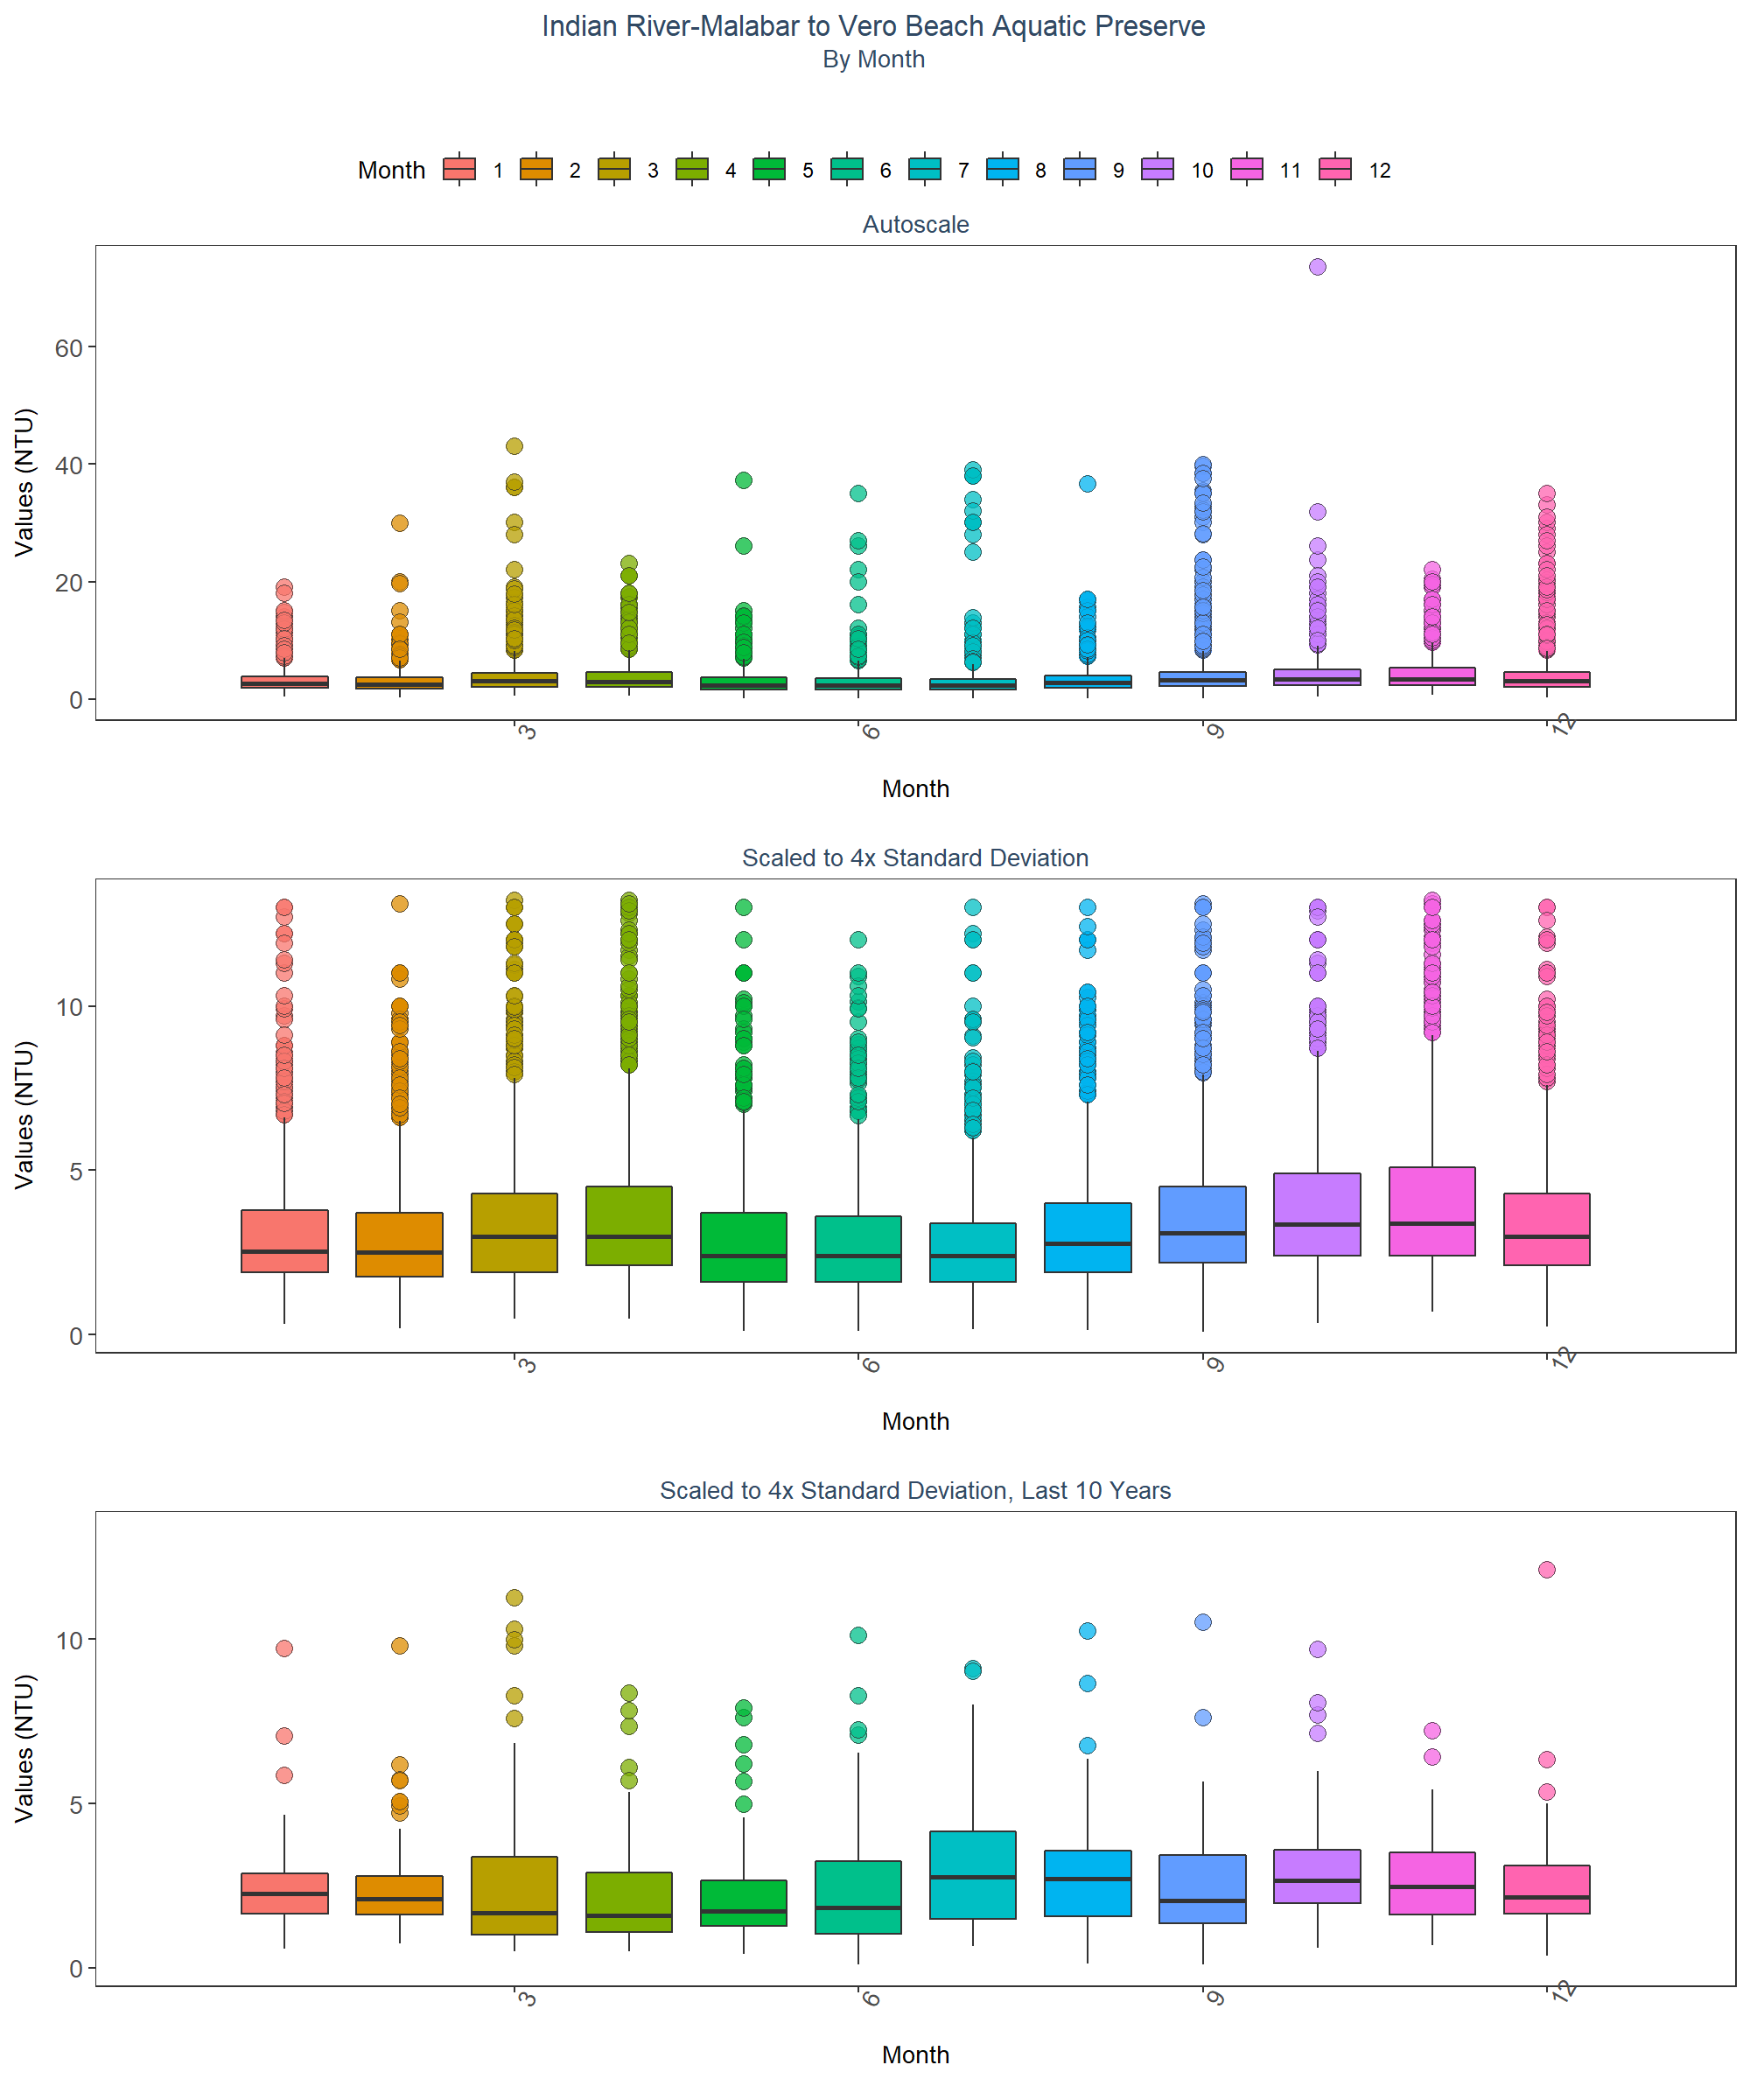 Indian River-Malabar to Vero Beach Aquatic Preserve
By Month
Month 1 2 3 4 5 6 7 8 9 10 11 12
Autoscale
Values (NTU)
60
40
20
0
3 6 9 12
Month
Scaled to 4x Standard Deviation
Values (NTU)
10
5
0
3 6 9 12
Month
Scaled to 4x Standard Deviation, Last 10 Years
Values (NTU)
10
5
0
3 6 9 12
Month